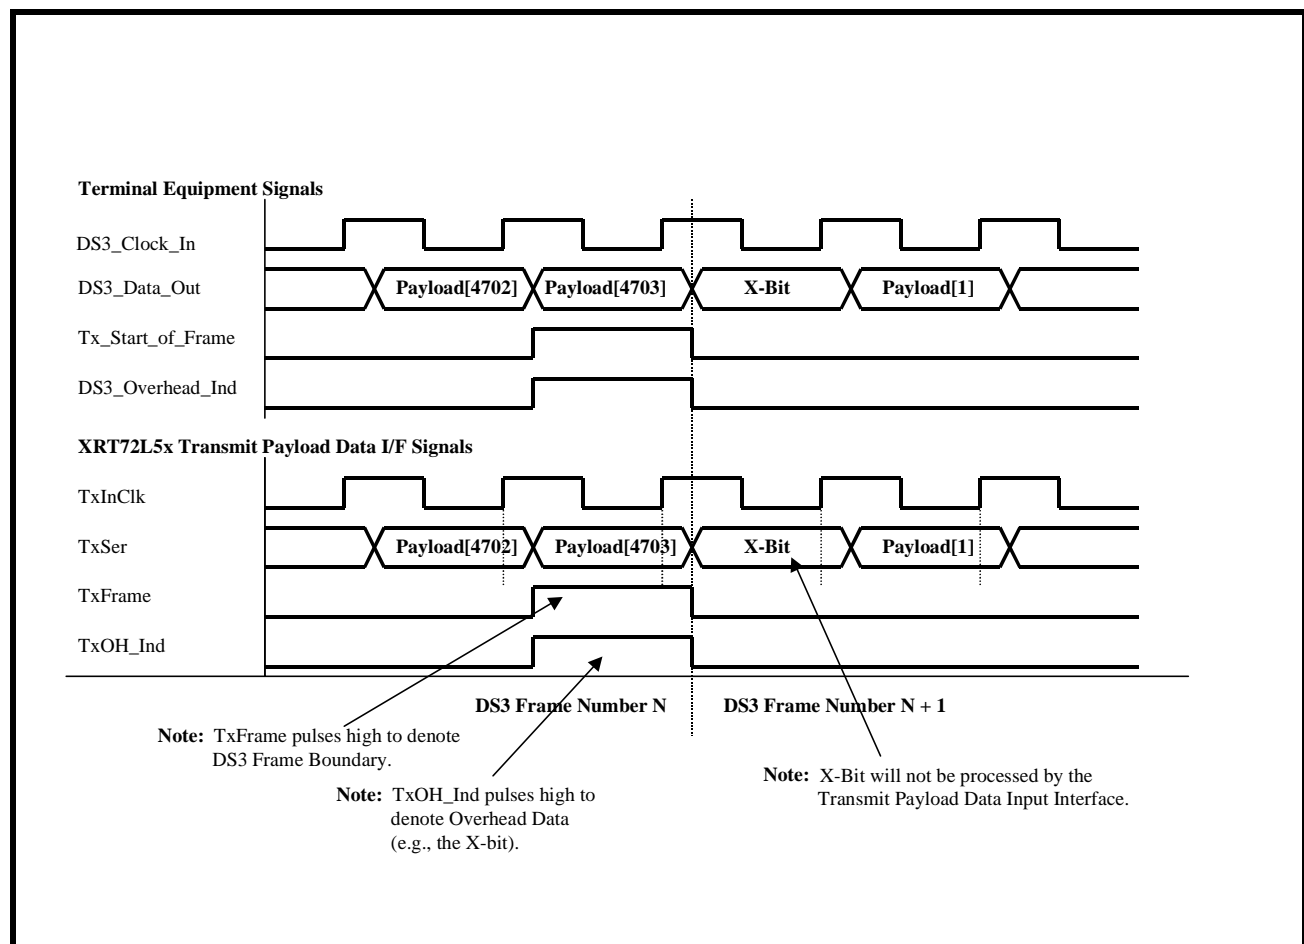 Terminal Equipment Signals
DS3_Clock_In
DS3_Data_Out
Payload[4702]
Payload[4703]
X-Bit
Payload[1]
Tx_Start_of_Frame
DS3_Overhead_Ind
XRT72L5x Transmit Payload Data I/F Signals
TxInClk
TxSer
Payload[4702]
Payload[4703]
X-Bit
Payload[1]
TxFrame
TxOH_Ind
DS3 Frame Number N
DS3 Frame Number N + 1
Note: TxFrame pulses high to denote
DS3 Frame Boundary.
Note: TxOH_Ind pulses high to
denote Overhead Data
(e.g., the X-bit).
Note: X-Bit will not be processed by the
Transmit Payload Data Input Interface.